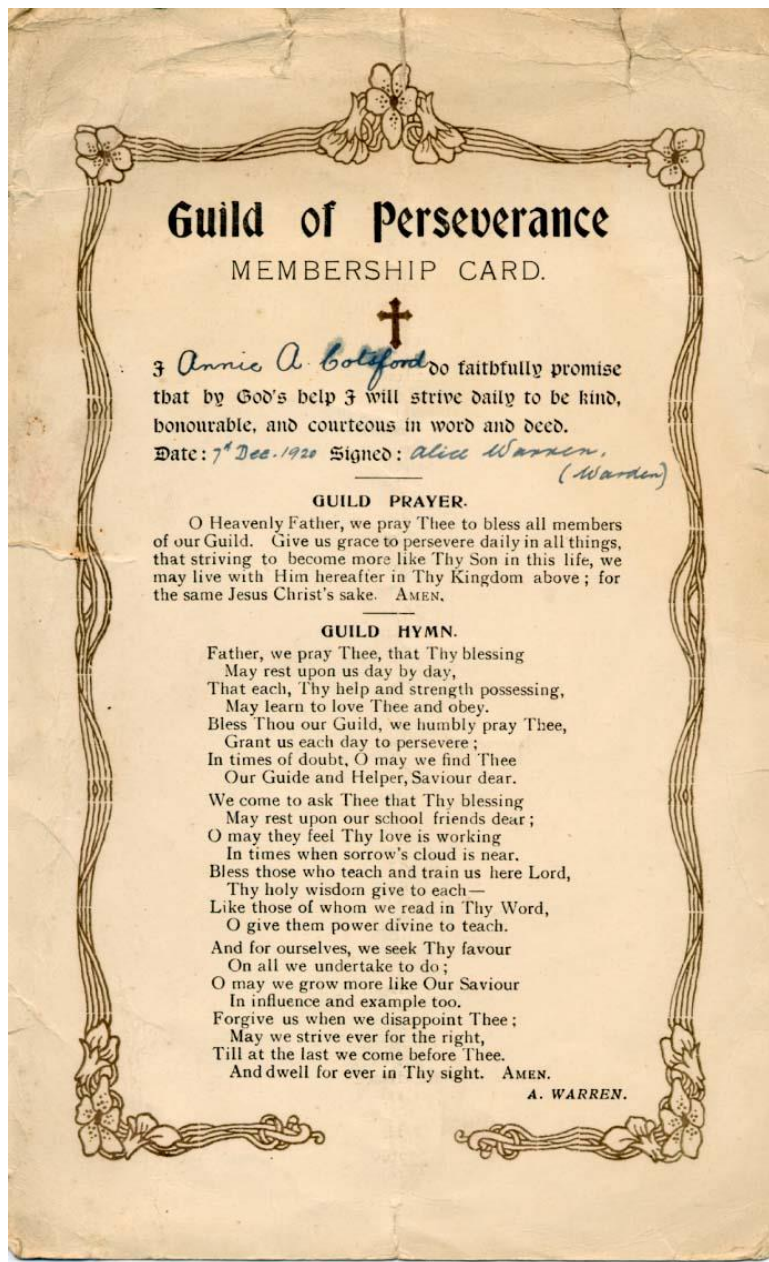 Guild of Perseverance
MEMBERSHIP CARD.
I Annie A. Cotsford do faithfully promise
that by God's help I will strive daily to be kind,
honourable, and courteous in word and deed.
Date: 7th Dec. 1920 Signed: Alice Warren.
(Warden)
GUILD PRAYER.
O Heavenly Father, we pray Thee to bless all members
of our Guild. Give us grace to persevere daily in all things,
that striving to become more like Thy Son in this life, we
may live with Him hereafter in Thy Kingdom above; for
the same Jesus Christ's sake. AMEN.
GUILD HYMN.
Father, we pray Thee, that Thy blessing
May rest upon us day by day,
That each, Thy help and strength possessing,
May learn to love Thee and obey.
Bless Thou our Guild, we humbly pray Thee,
Grant us each day to persevere;
In times of doubt, O may we find Thee
Our Guide and Helper, Saviour dear.
We come to ask Thee that Thy blessing
May rest upon our school friends dear;
O may they feel Thy love is working
In times when sorrow's cloud is near.
Bless those who teach and train us here Lord,
Thy holy wisdom give to each—
Like those of whom we read in Thy Word,
O give them power divine to teach.
And for ourselves, we seek Thy favour
On all we undertake to do;
O may we grow more like Our Saviour
In influence and example too.
Forgive us when we disappoint Thee;
May we strive ever for the right,
Till at the last we come before Thee.
And dwell for ever in Thy sight. AMEN.
A. WARREN.